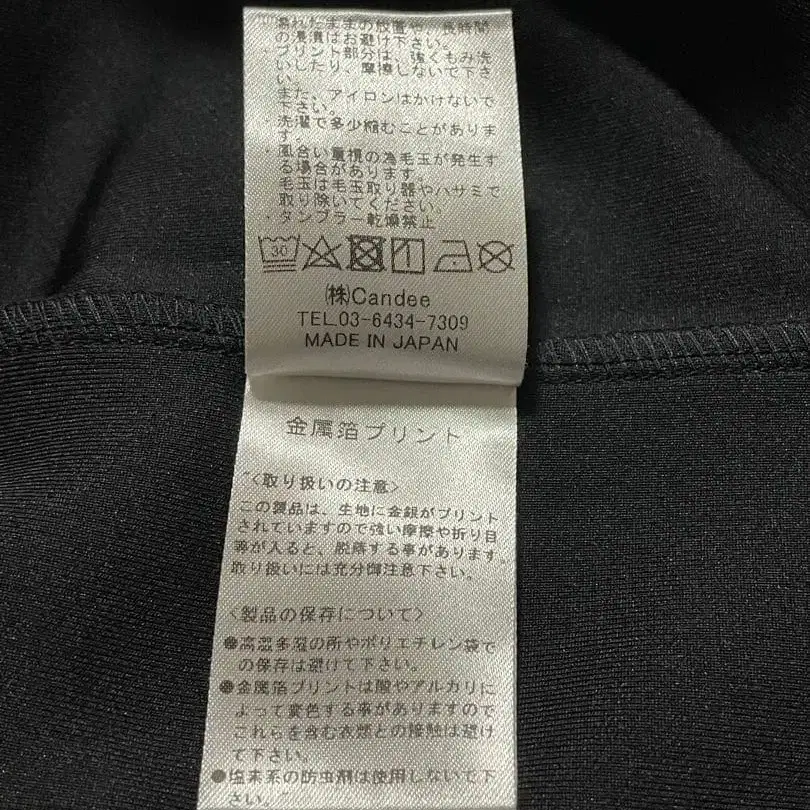 ・濡れたままの放置や、長時間
の浸漬はお避け下さい。
・プリント部分は、強くもみ洗
いしたり、摩擦しないで下さ
い。
また、アイロンはかけないで
下さい。
・洗濯で多少縮むことがありま
す。
・風合い重視の為毛玉が発生す
る場合があります。
毛玉は毛玉取り器やハサミで
取り除いてください。
・タンブラー乾燥禁止
30
㈱Candee
TEL.03-6434-7309
MADE IN JAPAN
金属箔プリント
"<取り扱いの注意>
この製品は、生地に金銀がプリント
されていますので強い摩擦や折り目
等が入ると、脱落する事があります。
取り扱いには充分御注意下さい。
<製品の保存について>
●高温多湿の所やポリエチレン袋で
の保存は避けて下さい。
●金属箔プリントは酸やアルカリに
よって変色する事がありますので
これらを含む衣類との接触は避け
て下さい。
●塩素系の防虫剤は使用しないで下
さい。"